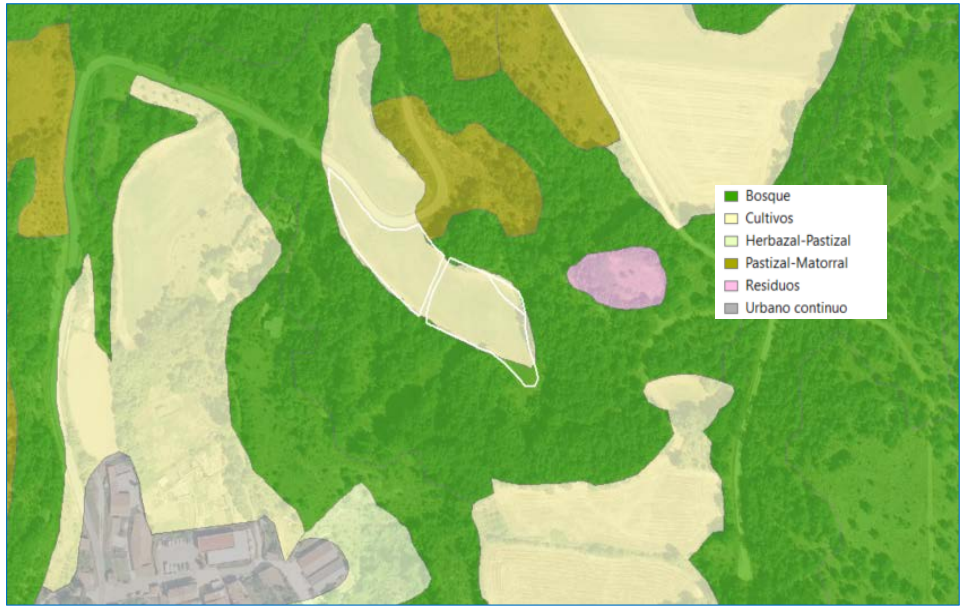 Bosque
Cultivos
Herbazal-Pastizal
Pastizal-Matorral
Residuos
Urbano continuo